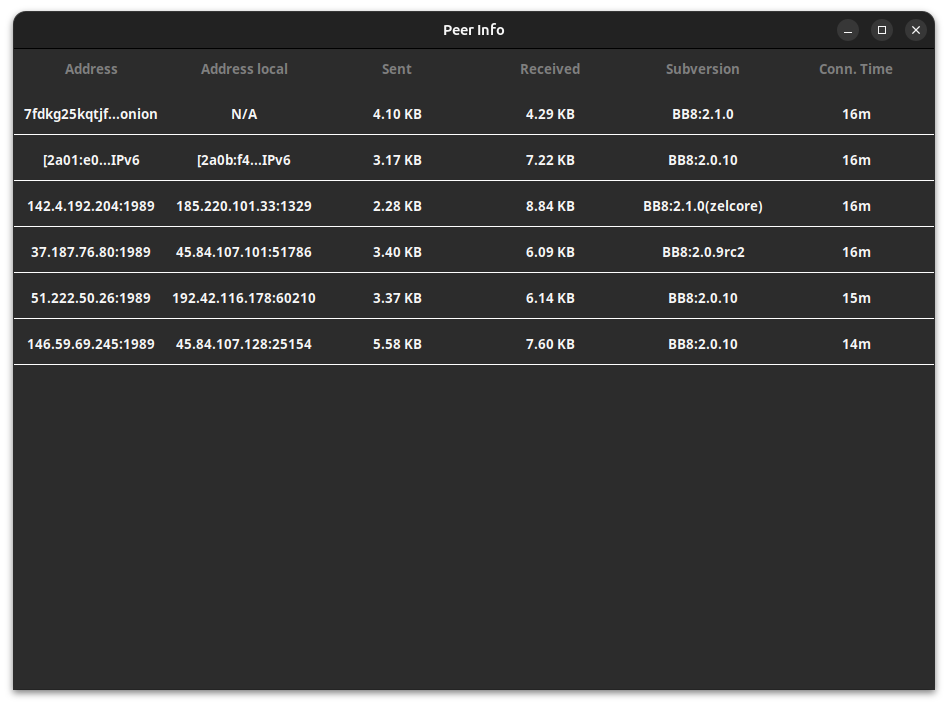 Peer Info
Address Address local Sent Received Subversion Conn. Time
7fdkg25kqtjf...onion N/A 4.10 KB 4.29 KB BB8:2.1.0 16m
[2a01:e0...IPv6 [2a0b:f4...IPv6 3.17 KB 7.22 KB BB8:2.0.10 16m
142.4.192.204:1989 185.220.101.33:1329 2.28 KB 8.84 KB BB8:2.1.0(zelcore) 16m
37.187.76.80:1989 45.84.107.101:51786 3.40 KB 6.09 KB BB8:2.0.9rc2 16m
51.222.50.26:1989 192.42.116.178:60210 3.37 KB 6.14 KB BB8:2.0.10 15m
146.59.69.245:1989 45.84.107.128:25154 5.58 KB 7.60 KB BB8:2.0.10 14m